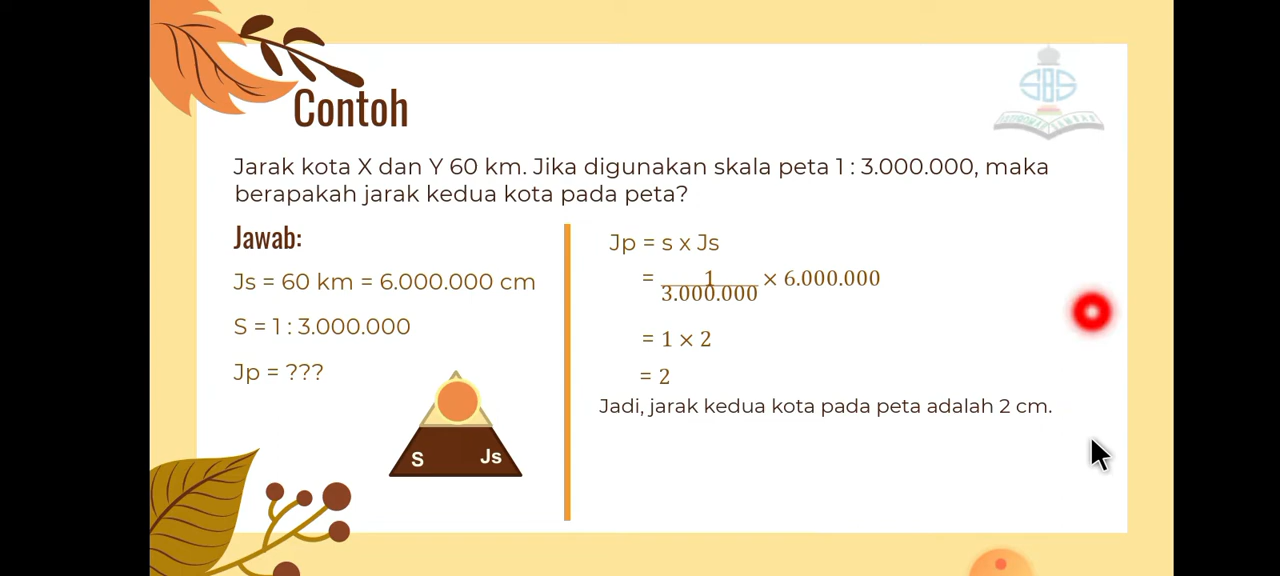 Contoh
SBS
Jarak kota X dan Y 60 km. Jika digunakan skala peta 1 : 3.000.000, maka
berapakah jarak kedua kota pada peta?
Jawab:
Js = 60 km = 6.000.000 cm
S = 1 : 3.000.000
Jp = ???
S Js
Jp = s x Js
= 1
3.000.000 × 6.000.000
= 1 × 2
= 2
Jadi, jarak kedua kota pada peta adalah 2 cm.